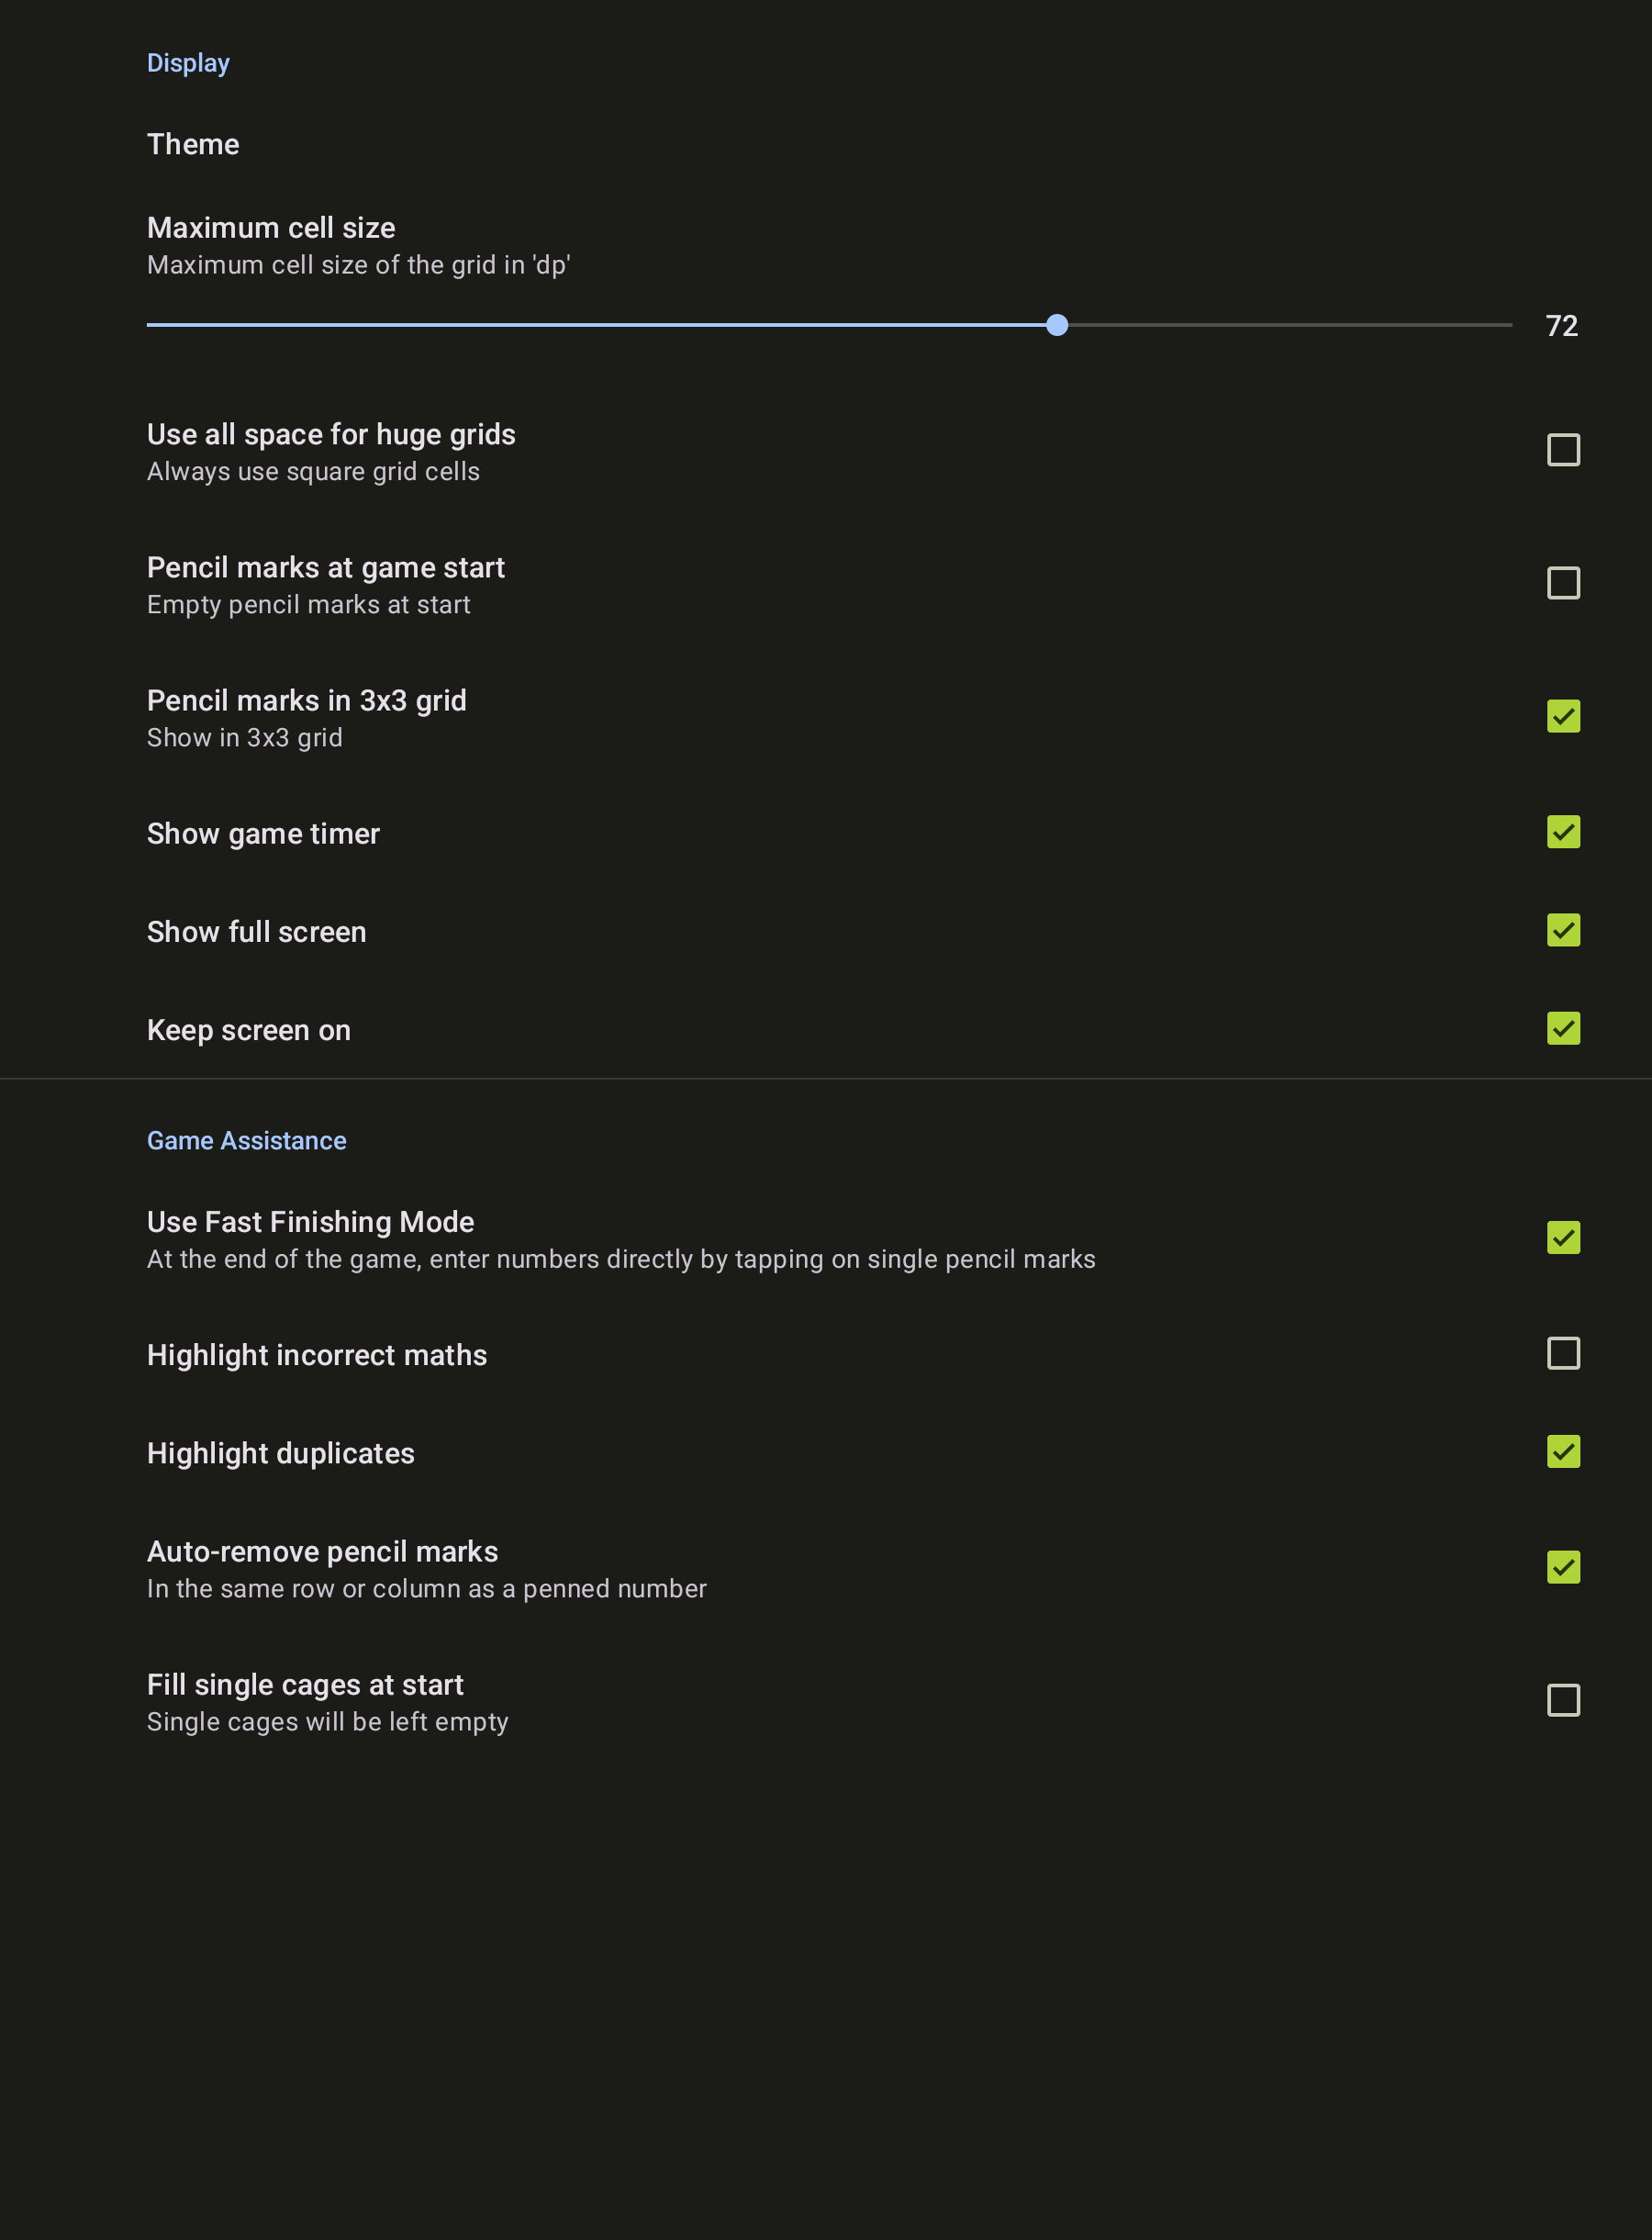 Display
Theme
Maximum cell size
Maximum cell size of the grid in 'dp'
72
Use all space for huge grids
Always use square grid cells
Pencil marks at game start
Empty pencil marks at start
Pencil marks in 3x3 grid
Show in 3x3 grid
Show game timer
Show full screen
Keep screen on
Game Assistance
Use Fast Finishing Mode
At the end of the game, enter numbers directly by tapping on single pencil marks
Highlight incorrect maths
Highlight duplicates
Auto-remove pencil marks
In the same row or column as a penned number
Fill single cages at start
Single cages will be left empty